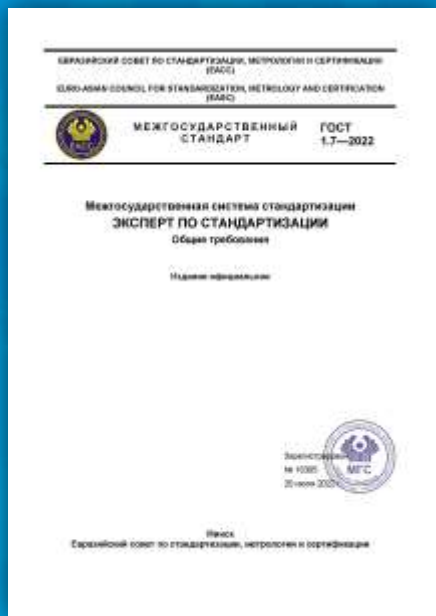 ЕВРАЗИЙСКИЙ СОВЕТ ПО СТАНДАРТИЗАЦИИ, МЕТРОЛОГИИ И СЕРТИФИКАЦИИ
(ЕАСС)
EURO-ASIAN COUNCIL FOR STANDARDIZATION, METROLOGY AND CERTIFICATION
(EASC)
МЕЖГОСУДАРСТВЕННЫЙ
СТАНДАРТ
ГОСТ
1.7—2022
Межгосударственная система стандартизации
ЭКСПЕРТ ПО СТАНДАРТИЗАЦИИ
Общие требования
Издание официальное
МГС
Минск
Евразийский совет по стандартизации, метрологии и сертификации